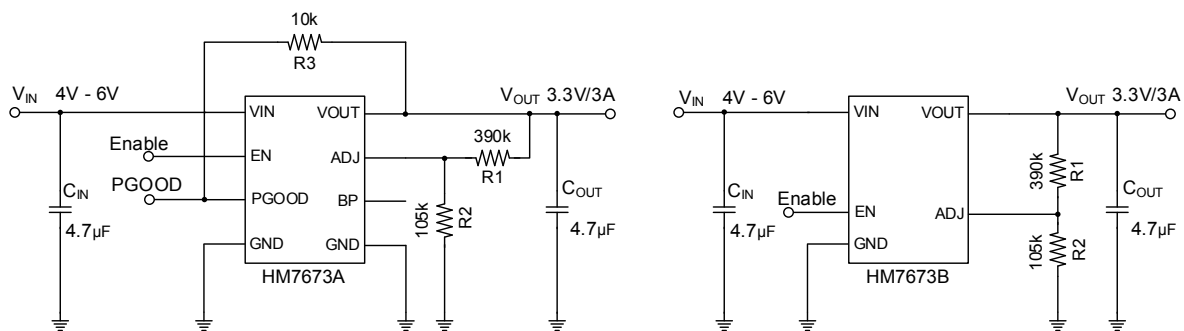 10k
R3
VIN 4V - 6V
VOUT 3.3V/3A
VIN
VOUT
390k
R1
Enable
EN
ADJ
PGOOD
PGOOD
BP
105k
R2
CIN
4.7µF
COUT
4.7µF
GND
GND
HM7673A
VIN 4V - 6V
VOUT 3.3V/3A
VIN
VOUT
390k
R1
CIN
4.7µF
Enable
EN
ADJ
COUT
4.7µF
GND
105k
R2
HM7673B